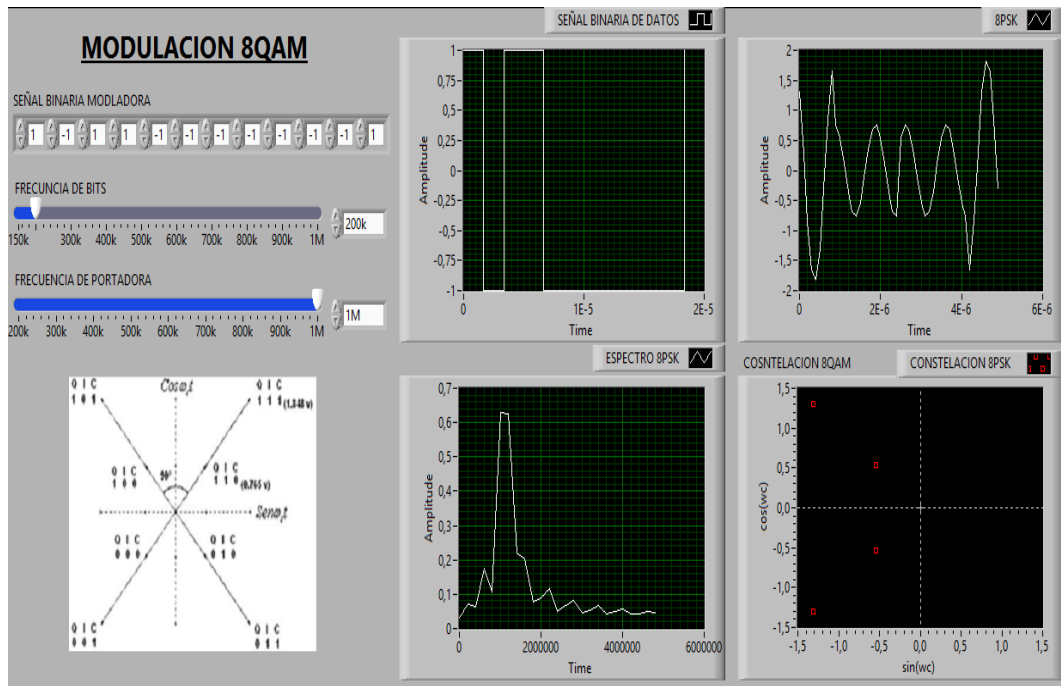 MODULACION 8QAM
SEÑAL BINARIA MODLADORA
1 -1 1 1 -1 -1 -1 -1 -1 -1 -1 1
FRECUNCIA DE BITS
200k
150k 300k 400k 500k 600k 700k 800k 900k 1M
FRECUENCIA DE PORTADORA
1M
200k 300k 400k 500k 600k 700k 800k 900k 1M
Q I C
1 0 1
Cosω t
Q I C
1 1 1 (1.848 v)
Q I C
1 0 0
90°
Q I C
1 1 0 (0.765 v)
Senω t
Q I C
0 0 0
Q I C
0 1 0
Q I C
0 0 1
Q I C
0 1 1
SEÑAL BINARIA DE DATOS
Amplitude
1
0,75
0,5
0,25
0
-0,25
-0,5
-0,75
-1
0 1E-5 2E-5
Time
8PSK
Amplitude
2
1,5
1
0,5
0
-0,5
-1
-1,5
-2
0 2E-6 4E-6 6E-6
Time
ESPECTRO 8PSK
Amplitude
0,7
0,6
0,5
0,4
0,3
0,2
0,1
0
0 2000000 4000000 6000000
Time
COSNTELACION 8QAM
CONSTELACION 8PSK
cos(wc)
1,5
1,0
0,5
0,0
-0,5
-1,0
-1,5
-1,5 -1,0 -0,5 0,0 0,5 1,0 1,5
sin(wc)